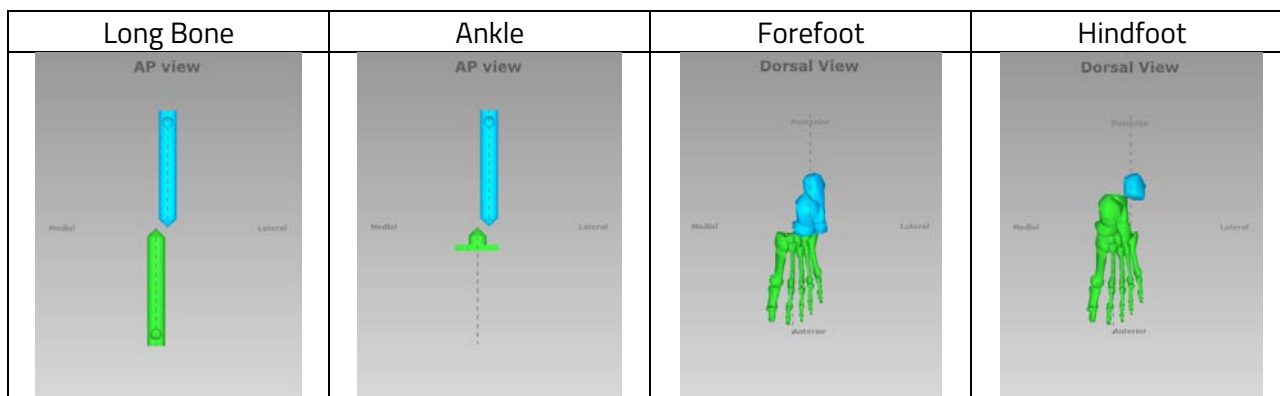 Long Bone Ankle Forefoot Hindfoot
AP view AP view Dorsal View Dorsal View
Posterior Posterior
Medial Lateral Medial Lateral Medial Lateral Medial Lateral
Anterior Anterior